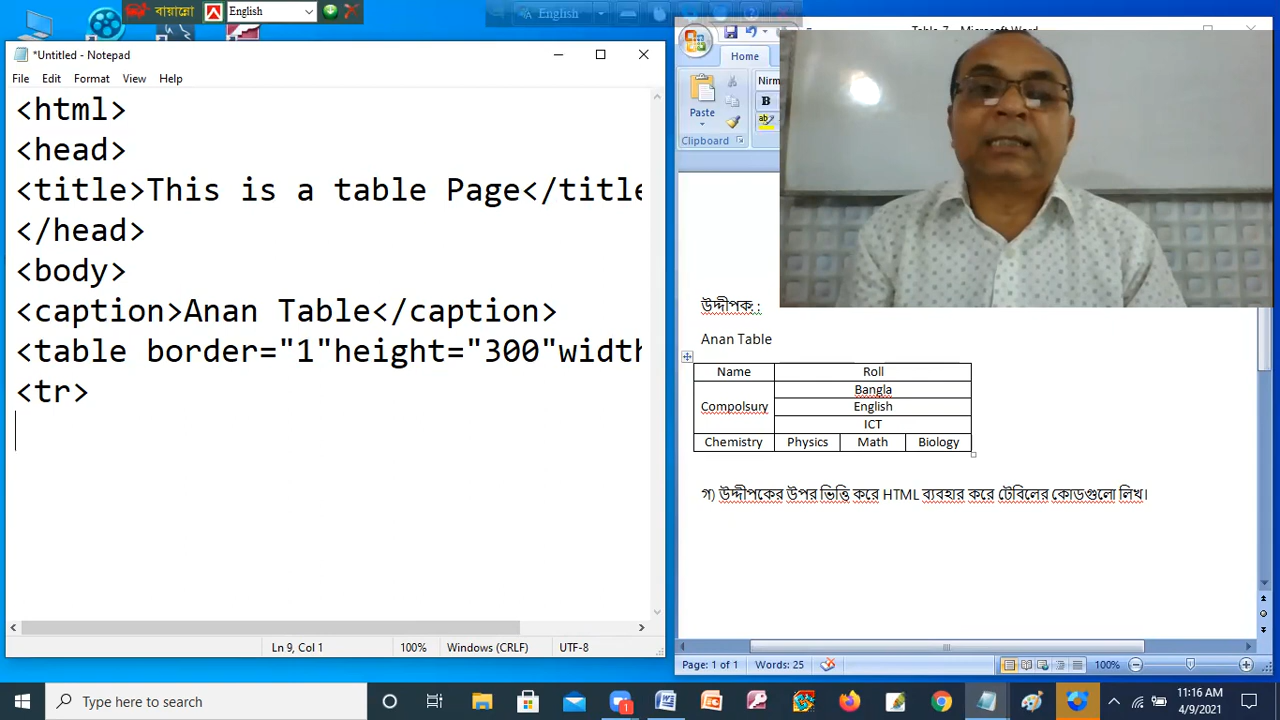 বায়ান্নো
English
English
*Untitled - Notepad
File Edit Format View Help
<html>
<head>
<title>This is a table Page</title
</head>
<body>
<caption>Anan Table</caption>
<table border="1"height="300"width
<tr>
Ln 9, Col 1
100%
Windows (CRLF)
UTF-8
Home
Paste
B
Clipboard
উদ্দীপক :
Anan Table
Name Roll
Compolsury
Bangla
English
ICT
Chemistry Physics Math Biology
গ) উদ্দীপকের উপর ভিত্তি করে HTML ব্যবহার করে টেবিলের কোডগুলো লিখ।
Page: 1 of 1
Words: 25
100%
Type here to search
1
11:16 AM
4/9/2021